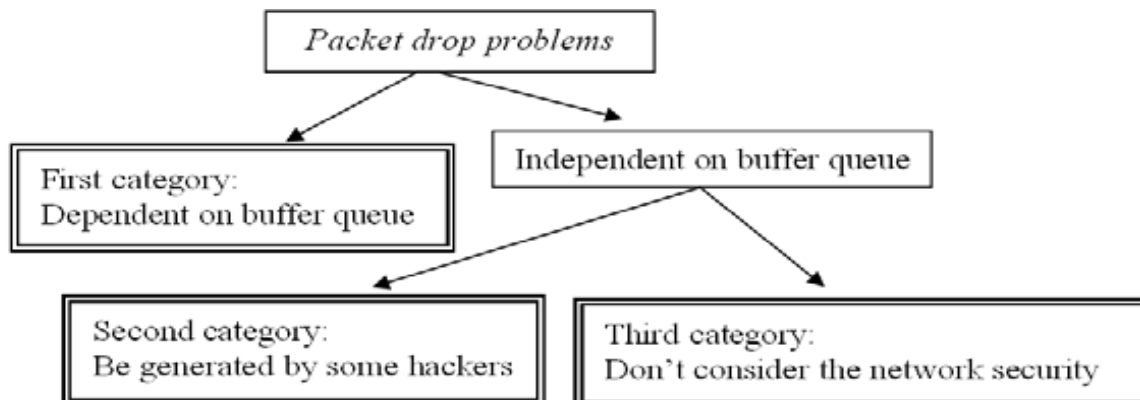 Packet drop problems
First category:
Dependent on buffer queue
Independent on buffer queue
Second category:
Be generated by some hackers
Third category:
Don't consider the network security